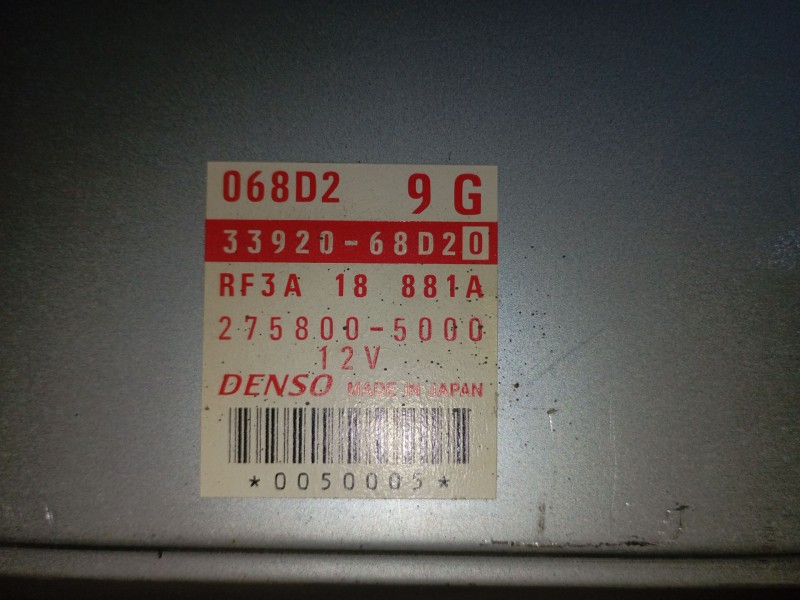 068D2 9G
33920-68D20
RF3A 18 881A
275800-5000
12V
DENSO MADE IN JAPAN
*0050005*